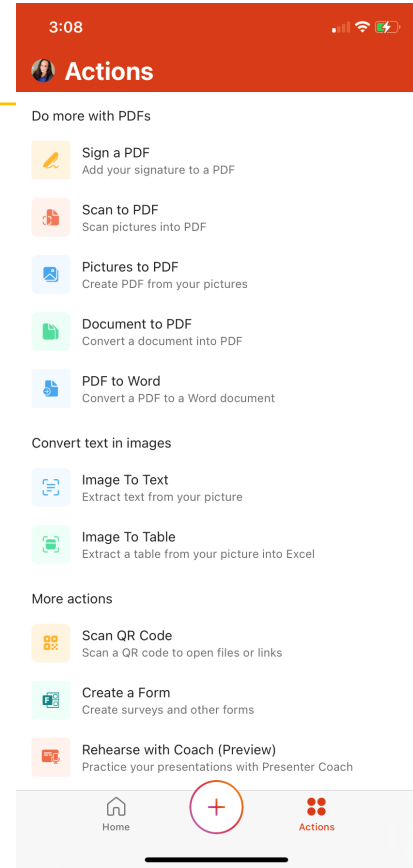 3:08
Actions
Do more with PDFs
Sign a PDF
Add your signature to a PDF
Scan to PDF
Scan pictures into PDF
Pictures to PDF
Create PDF from your pictures
Document to PDF
Convert a document into PDF
PDF to Word
Convert a PDF to a Word document
Convert text in images
Image To Text
Extract text from your picture
Image To Table
Extract a table from your picture into Excel
More actions
Scan QR Code
Scan a QR code to open files or links
Create a Form
Create surveys and other forms
Rehearse with Coach (Preview)
Practice your presentations with Presenter Coach
Home
Actions